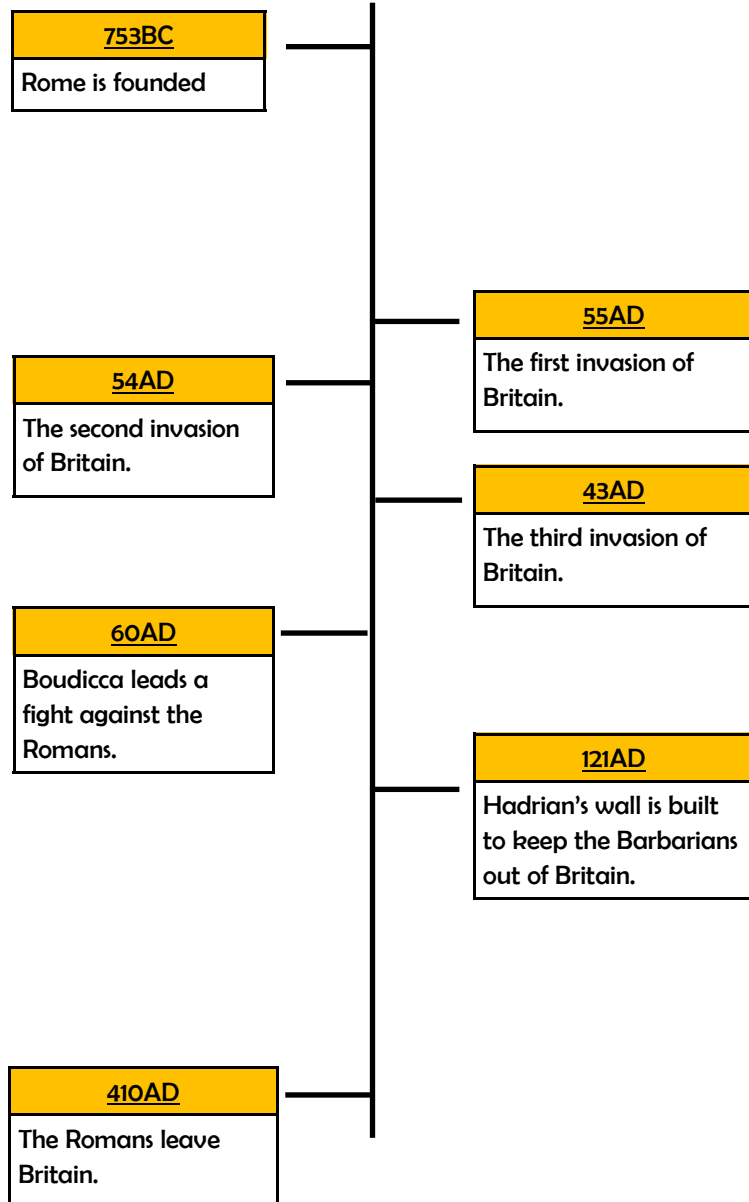 753BC
Rome is founded
55AD
The first invasion of
Britain.
54AD
The second invasion
of Britain.
43AD
The third invasion of
Britain.
60AD
Boudicca leads a
fight against the
Romans.
121AD
Hadrian’s wall is built
to keep the Barbarians
out of Britain.
410AD
The Romans leave
Britain.